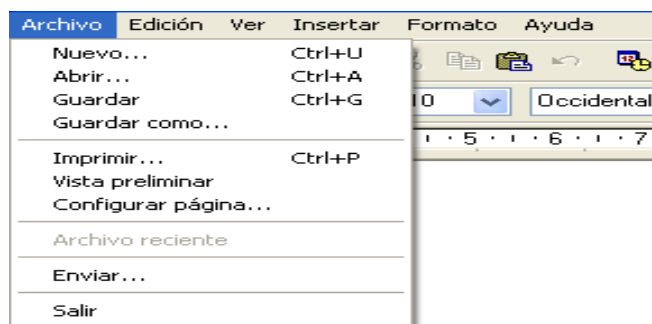 Archivo Edición Ver Insertar Formato Ayuda
Nuevo... Ctrl+U
Abrir... Ctrl+A
Guardar Ctrl+G
Guardar como...
Imprimir... Ctrl+P
Vista preliminar
Configurar página...
Archivo reciente
Enviar...
Salir
10 Occidental
5 · ı · 6 · ı · 7